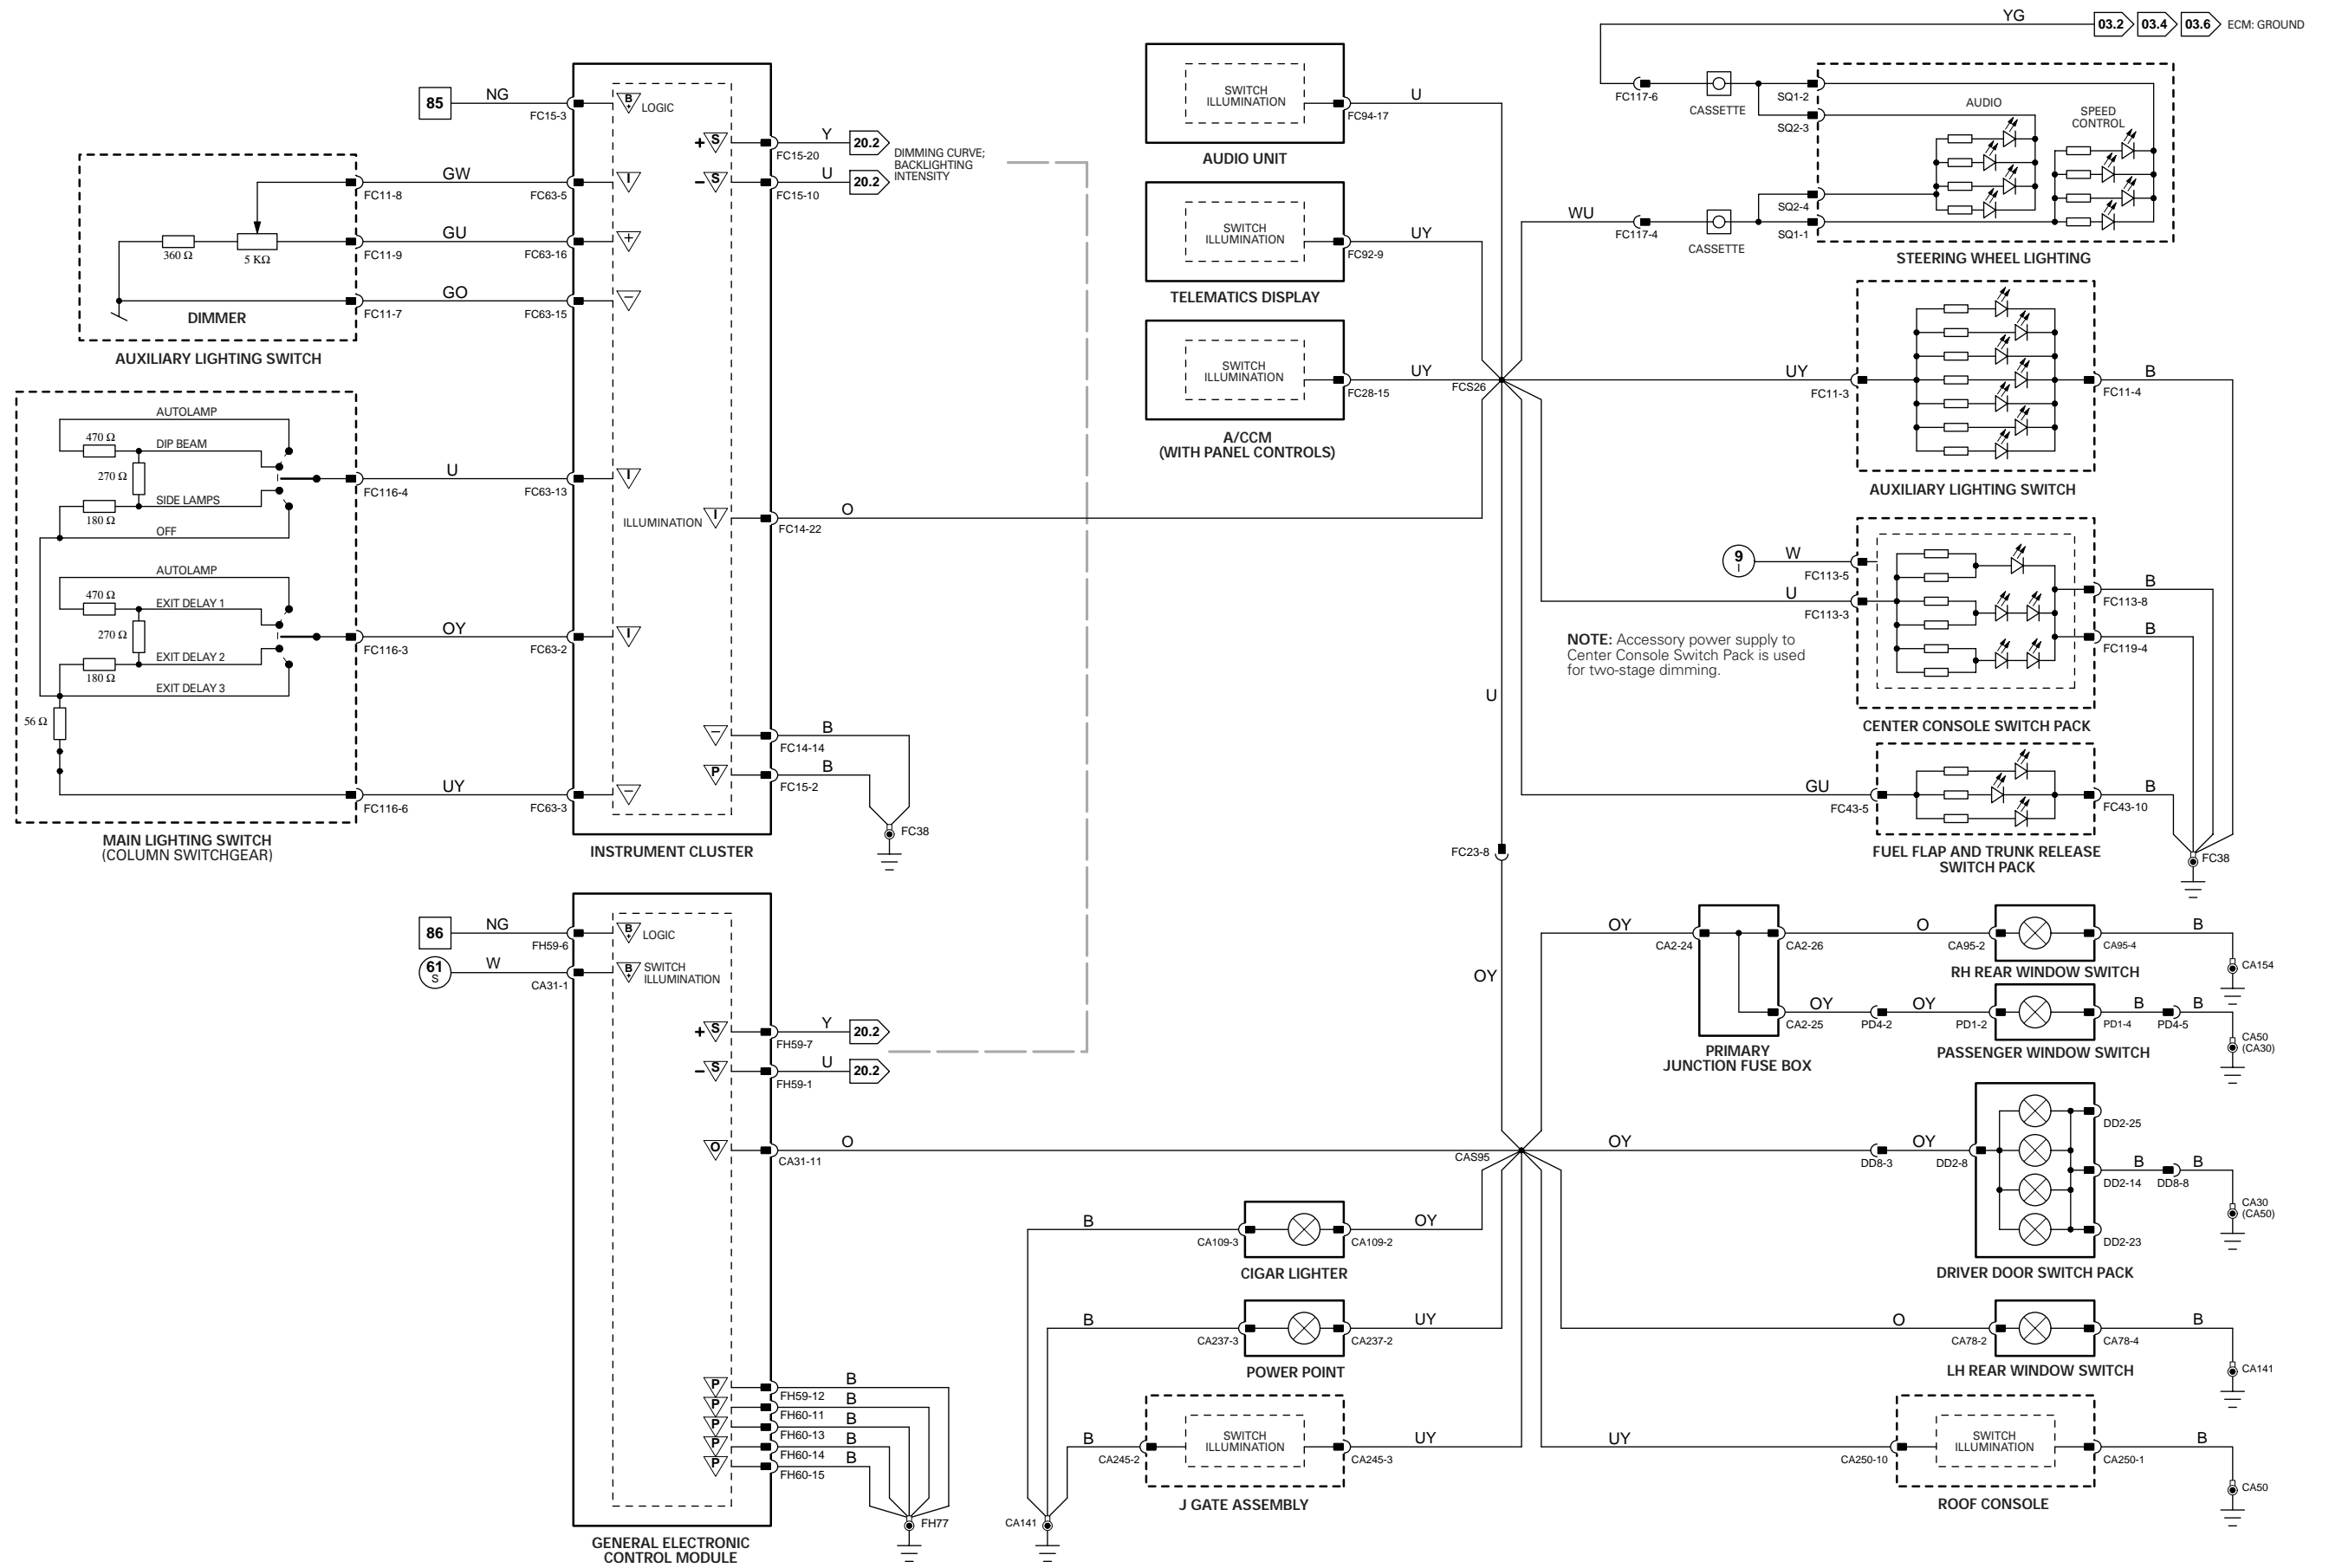 YG
03.2
03.4
03.6
ECM: GROUND
85
NG
FC15-3
B
+
LOGIC
+
S
Y
20.2
FC15-20
–
S
U
20.2
FC15-10
DIMMING CURVE;
BACKLIGHTING
INTENSITY
SWITCH
ILLUMINATION
U
FC94-17
AUDIO UNIT
FC117-6
CASSETTE
SQ1-2
SQ2-3
AUDIO
SPEED
CONTROL
GW
FC11-8
FC63-5
I
GU
FC11-9
FC63-16
+
360 Ω
5 KΩ
GO
FC11-7
FC63-15
–
DIMMER
AUXILIARY LIGHTING SWITCH
SWITCH
ILLUMINATION
UY
FC92-9
TELEMATICS DISPLAY
WU
FC117-4
CASSETTE
SQ2-4
SQ1-1
STEERING WHEEL LIGHTING
SWITCH
ILLUMINATION
UY
FC28-15
FCS26
A/CCM
(WITH PANEL CONTROLS)
UY
FC11-3
B
FC11-4
AUXILIARY LIGHTING SWITCH
AUTOLAMP
470 Ω
DIP BEAM
270 Ω
SIDE LAMPS
180 Ω
OFF
U
FC116-4
FC63-13
I
ILLUMINATION
I
O
FC14-22
9
I
W
FC113-5
U
FC113-3
B
FC113-8
B
FC119-4
CENTER CONSOLE SWITCH PACK
NOTE: Accessory power supply to
Center Console Switch Pack is used
for two-stage dimming.
AUTOLAMP
470 Ω
EXIT DELAY 1
270 Ω
EXIT DELAY 2
180 Ω
EXIT DELAY 3
56 Ω
OY
FC116-3
FC63-2
I
U
–
B
FC14-14
P
B
FC15-2
FC38
UY
FC116-6
FC63-3
–
MAIN LIGHTING SWITCH
(COLUMN SWITCHGEAR)
INSTRUMENT CLUSTER
FC23-8
GU
FC43-5
B
FC43-10
FUEL FLAP AND TRUNK RELEASE
SWITCH PACK
FC38
86
NG
FH59-6
B
+
LOGIC
61
S
W
CA31-1
B
+
SWITCH
ILLUMINATION
+
S
Y
20.2
FH59-7
–
S
U
20.2
FH59-1
OY
OY
CA2-24
CA2-26
O
CA95-2
B
CA95-4
CA154
RH REAR WINDOW SWITCH
CA2-25
OY
PD4-2
OY
PD1-2
B
PD1-4
PD4-5
B
CA50
(CA30)
PASSENGER WINDOW SWITCH
PRIMARY
JUNCTION FUSE BOX
O
O
CA31-11
CAS95
OY
DD8-3
OY
DD2-8
DD2-25
B
DD2-14
DD8-8
B
DD2-23
CA30
(CA50)
DRIVER DOOR SWITCH PACK
B
CA109-3
OY
CA109-2
CIGAR LIGHTER
B
CA237-3
UY
CA237-2
POWER POINT
O
CA78-2
B
CA78-4
CA141
LH REAR WINDOW SWITCH
P
B
FH59-12
P
B
FH60-11
P
B
FH60-13
P
B
FH60-14
P
B
FH60-15
FH77
GENERAL ELECTRONIC
CONTROL MODULE
B
CA245-2
SWITCH
ILLUMINATION
UY
CA245-3
J GATE ASSEMBLY
CA141
UY
CA250-10
SWITCH
ILLUMINATION
B
CA250-1
CA50
ROOF CONSOLE